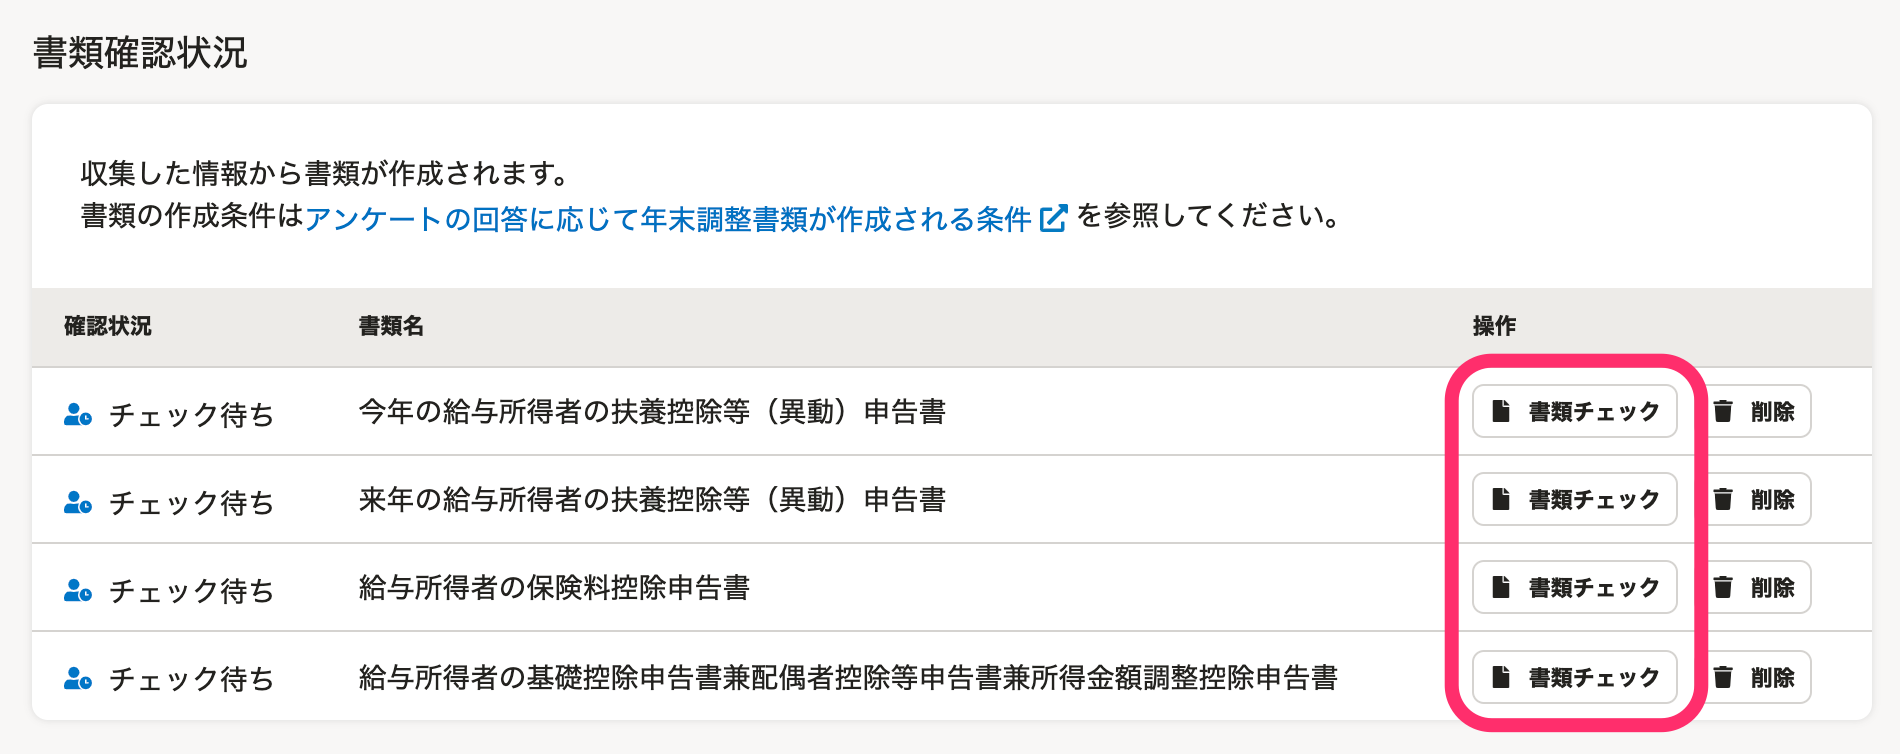 書類確認状況
収集した情報から書類が作成されます。
書類の作成条件はアンケートの回答に応じて年末調整書類が作成される条件を参照してください。
確認状況 書類名 操作
チェック待ち 今年の給与所得者の扶養控除等（異動）申告書 書類チェック 削除
チェック待ち 来年の給与所得者の扶養控除等（異動）申告書 書類チェック 削除
チェック待ち 給与所得者の保険料控除申告書 書類チェック 削除
チェック待ち 給与所得者の基礎控除申告書兼配偶者控除等申告書兼所得金額調整控除申告書 書類チェック 削除